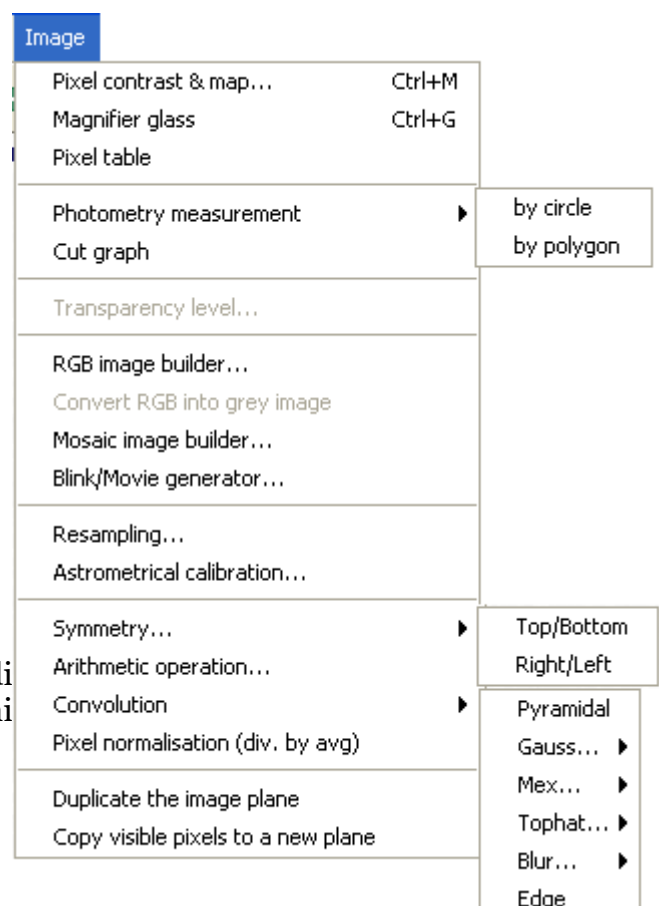 Image
Pixel contrast & map... Ctrl+M
Magnifier glass Ctrl+G
Pixel table
Photometry measurement
by circle
by polygon
Cut graph
Transparency level...
RGB image builder...
Convert RGB into grey image
Mosaic image builder...
Blink/Movie generator...
Resampling...
Astrometrical calibration...
Symmetry...
Top/Bottom
Right/Left
Arithmetic operation...
Convolution
Pyramidal
Gauss...
Mex...
Tophat...
Blur...
Edge
Pixel normalisation (div. by avg)
Duplicate the image plane
Copy visible pixels to a new plane